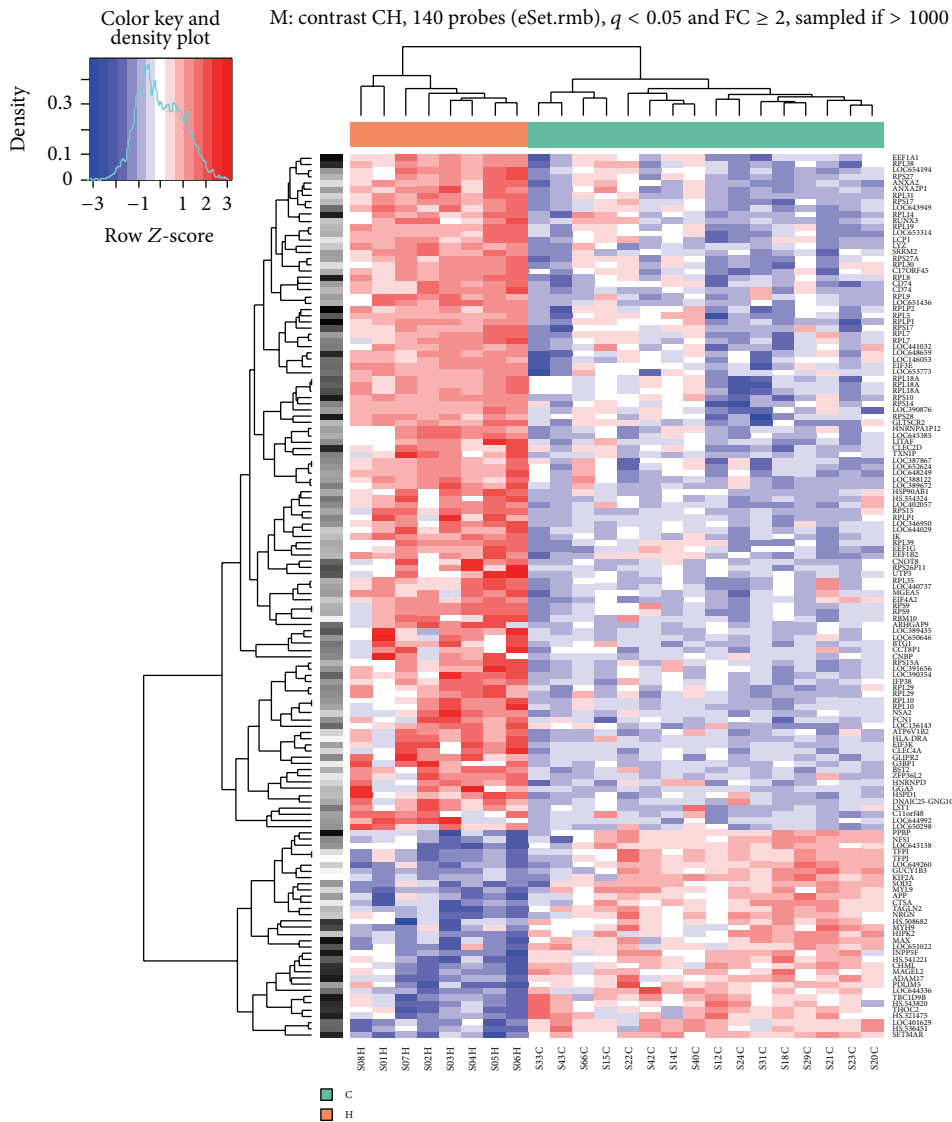 Color key and
density plot
M: contrast CH, 140 probes (eSet.rmb), q < 0.05 and FC ≥ 2, sampled if > 1000
Density
0.3
0.1
0
−3 −1 1 2 3
Row Z-score
EEF1A1
RPL38
LOC654194
RPS27
ANXA2
ANXA2P1
RPL31
RPS17
LOC643949
RPL14
RUNX3
RPL19
LOC653314
LCP1
LYZ
SRRM2
RPS27A
RPL30
C17ORF45
RPL8
CD74
CD74
RPL9
LOC651436
RPLP2
RPL5
RPLP1
RPS17
RPL7
RPL7
LOC441032
LOC648659
LOC146053
EIF3E
LOC653773
RPL18A
RPL18A
RPL18A
RPS10
RPS14
LOC390876
RPS28
GLTSCR2
HNRNPA1P12
LOC645385
LITAF
CLEC2D
TXNIP
LOC387867
LOC652624
LOC648249
LOC388122
LOC389672
HSP90AB1
HS.554324
LOC402057
RPS15
RPLP1
LOC346950
LOC644029
IK
RPL39
EEF1G
EEF1B2
CNOT8
RPS26P11
UTP3
RPL35
LOC440737
MGEA5
EIF4A2
RPS9
RPS9
RBM10
ARHGAP9
LOC389435
LOC650646
BTG1
CCT8P1
CNBP
RPS15A
LOC391656
LOC390354
IFP38
RPL29
RPL29
RPL10
RPL10
NSA2
FCN1
LOC136143
ATP6V1B2
HLA-DRA
EIF3K
CLEC4A
GLIPR2
G3BP1
BST2
ZFP36L2
HNRNPD
GGA3
HSPD1
DNAJC25-GNG10
LST1
C11orf48
LOC644992
LOC650298
PPBP
NFS1
LOC643138
TFPI
TFPI
LOC649260
GUCY1B3
KIF2A
SOD2
MYL9
APP
CTSA
TAGLN2
NRGN
HS.508682
MYH9
HIPK2
MAX
LOC651022
INPP5F
HS.541221
CHML
MAGEL2
ADAM17
PDLIM5
LOC644336
TBC1D9B
HS.543820
THOC2
HS.321475
LOC401629
HS.536451
SETMAR
S08H S01H S07H S02H S03H S04H S05H S06H S33C S43C S66C S15C S22C S42C S14C S40C S12C S24C S31C S18C S29C S21C S23C S20C
C
H